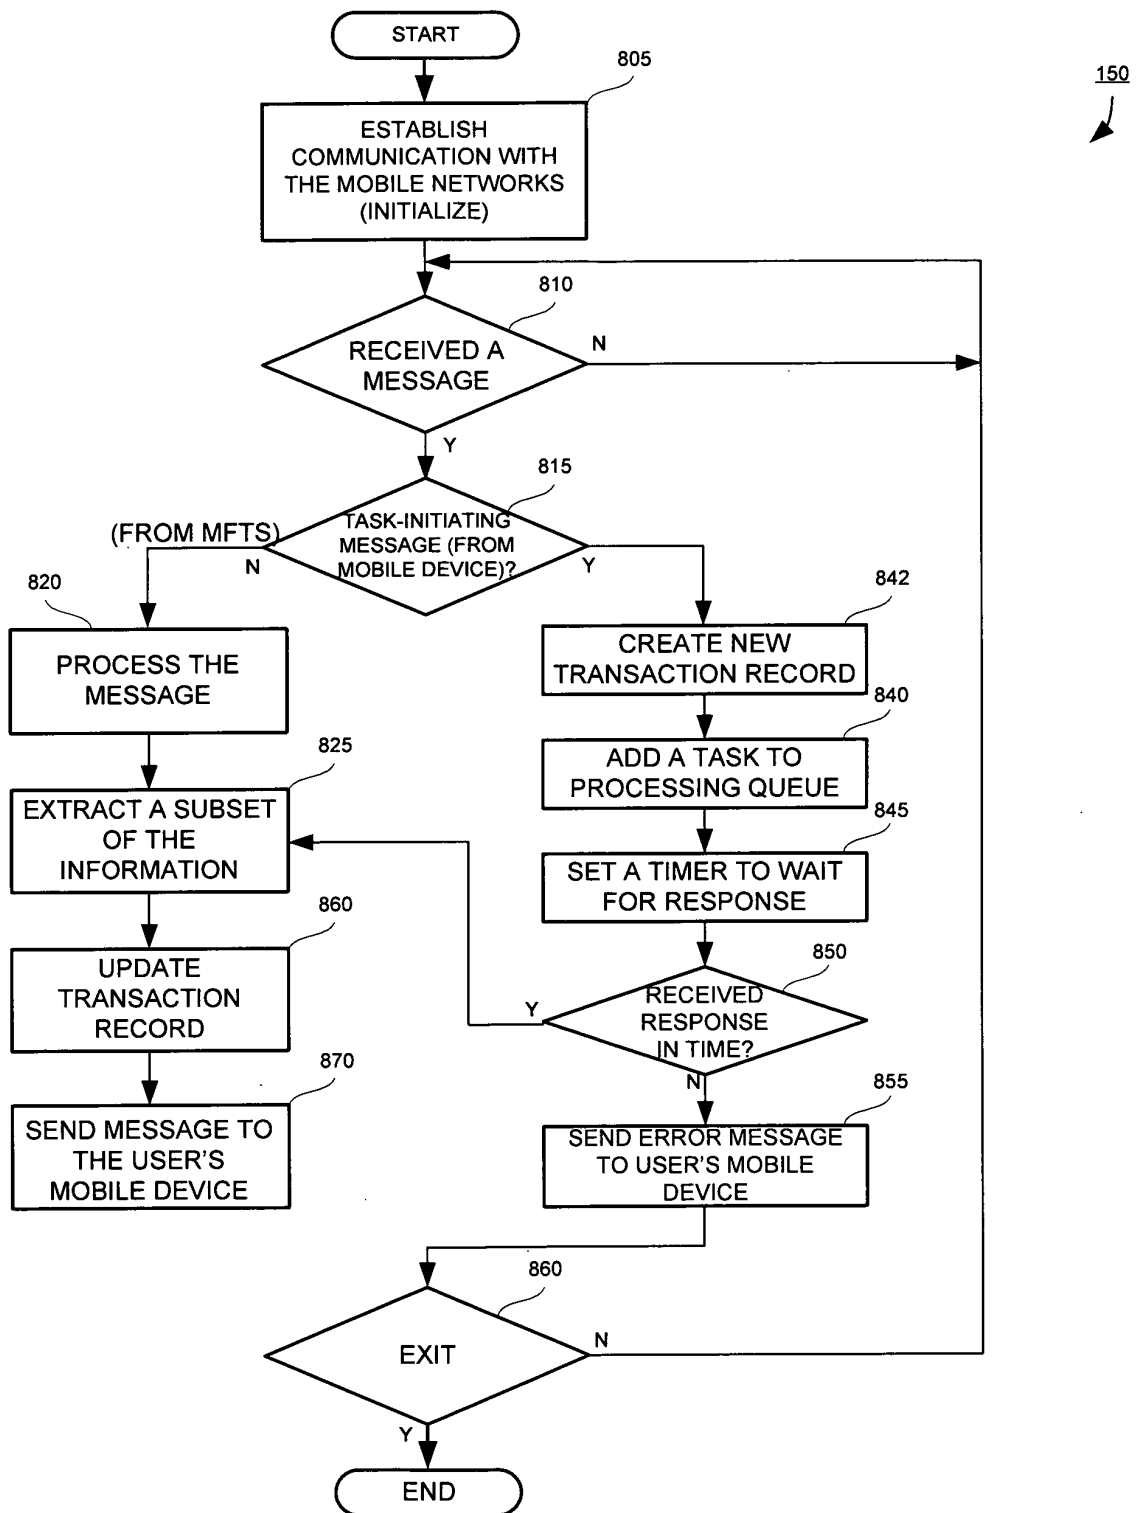 START
805
150
ESTABLISH
COMMUNICATION WITH
THE MOBILE NETWORKS
(INITIALIZE)
810
RECEIVED A
MESSAGE
N
Y
815
(FROM MFTS)
TASK-INITIATING
MESSAGE (FROM
MOBILE DEVICE)?
N
Y
820
842
PROCESS THE
MESSAGE
CREATE NEW
TRANSACTION RECORD
840
825
ADD A TASK TO
PROCESSING QUEUE
EXTRACT A SUBSET
OF THE
INFORMATION
845
SET A TIMER TO WAIT
FOR RESPONSE
860
UPDATE
TRANSACTION
RECORD
850
Y
RECEIVED
RESPONSE
IN TIME?
N
870
855
SEND MESSAGE TO
THE USER'S
MOBILE DEVICE
SEND ERROR MESSAGE
TO USER'S MOBILE
DEVICE
860
EXIT
N
Y
END